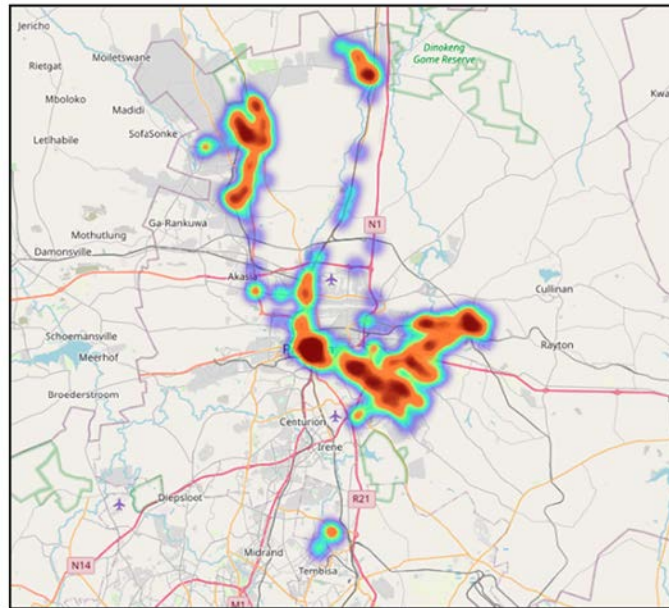 Jericho
Moiletswane
Dinokeng
Game Reserve
Rietgat
Kwa
Mboloko
Madidi
SofaSonke
Letlhabile
Ga-Rankuwa
N1
Mothutlung
Damonsville
Akasia
Cullinan
Schoemansville
Rayton
Meerhof
Broederstroom
Centurion
Irene
Diepsloot
R21
Midrand
N14
Tembisa
M1